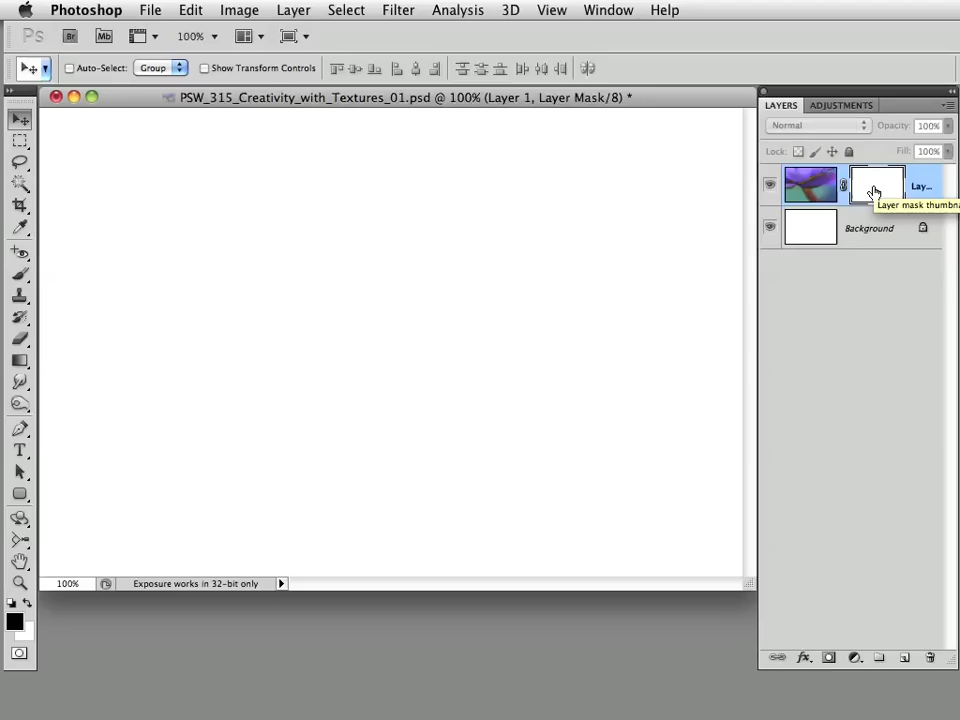 Photoshop File Edit Image Layer Select Filter Analysis 3D View Window Help
Ps Br Mb 100%
Auto-Select: Group Show Transform Controls
PSW_315_Creativity_with_Textures_01.psd @ 100% (Layer 1, Layer Mask/8) *
LAYERS ADJUSTMENTS
Normal Opacity: 100%
Lock: Fill: 100%
Lay...
Layer mask thumbna
Background
T
100% Exposure works in 32-bit only
fx.